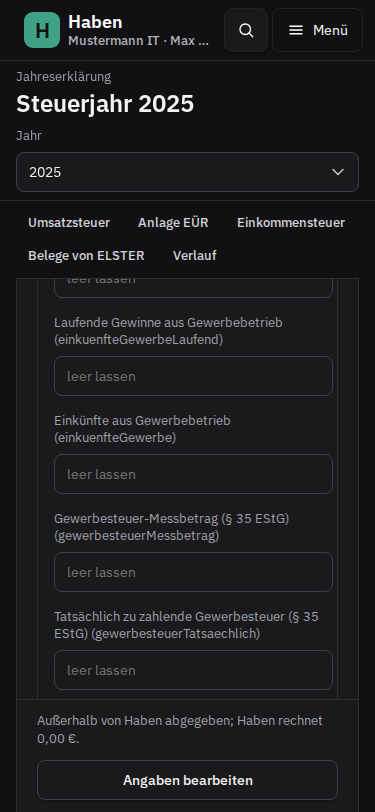 H
Haben
Mustermann IT · Max ...
Menü
Jahreserklärung
Steuerjahr 2025
Jahr
2025
Umsatzsteuer Anlage EÜR Einkommensteuer
Belege von ELSTER Verlauf
leer lassen
Laufende Gewinne aus Gewerbebetrieb
(einkuenfteGewerbeLaufend)
leer lassen
Einkünfte aus Gewerbebetrieb
(einkuenfteGewerbe)
leer lassen
Gewerbesteuer-Messbetrag (§ 35 EStG)
(gewerbesteuerMessbetrag)
leer lassen
Tatsächlich zu zahlende Gewerbesteuer (§ 35
EStG) (gewerbesteuerTatsaechlich)
leer lassen
Außerhalb von Haben abgegeben; Haben rechnet
0,00 €.
Angaben bearbeiten